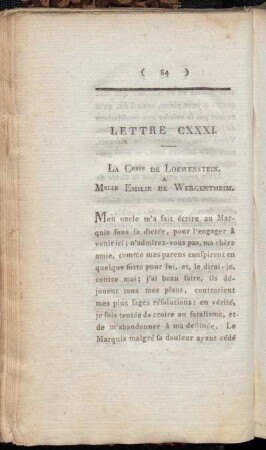 ( 84 )
LETTRE CXXXI.
LA CTESSE DE LOEWENSTEIN,
A
MELLE EMILIE DE WERGENTHEIM.
Mon oncle m'a fait écrire au Mar-
quis sous sa dictée, pour l'engager à
venir ici ; n'admirez-vous pas, ma chère
amie, comme mes parens conspirent en
quelque sorte pour lui, et, le dirai-je,
contre moi; j'ai beau faire, ils dé-
jouent tous mes plans, contrarient
mes plus sages résolutions: en vérité,
je suis tentée de croire au fatalisme, et
de m'abandonner à ma destinée. Le
Marquis malgré sa douleur ayant cédé